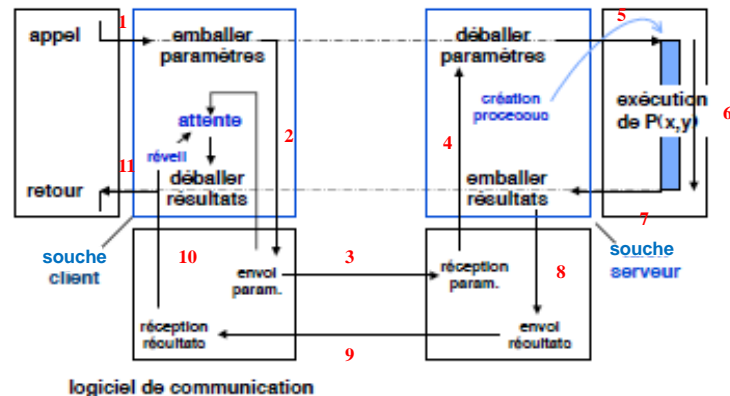 1
appel
emballer
paramètres
déballer
paramètres
5
création
processus
exécution
de P(x,y)
6
attente
2
4
réveil
11
retour
déballer
résultats
emballer
résultats
7
souche
client
souche
serveur
10
envoi
param.
3
réception
param.
8
réception
résultats
envoi
résultats
9
logiciel de communication